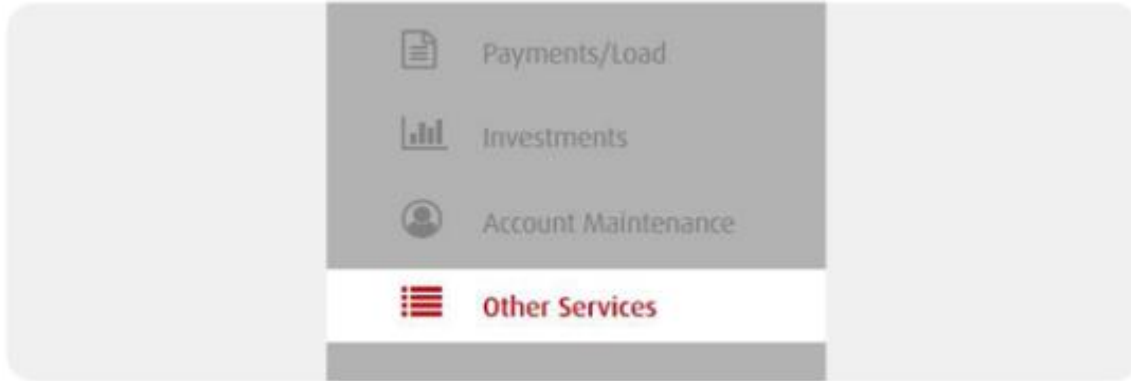 Payments/Load
Investments
Account Maintenance
Other Services